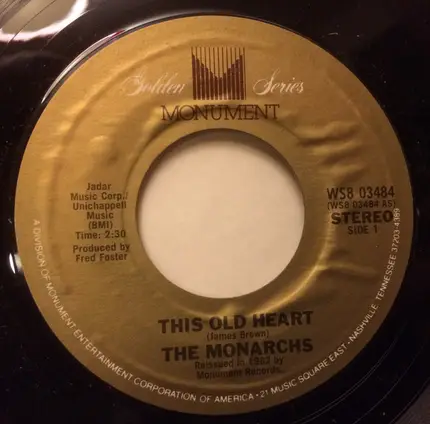 Golden Series
MONUMENT
Jadar
Music Corp./
Unichappell
Music
(BMI)
Time: 2:30
Produced by
Fred Foster
WS8 03484
(WS8 03484 AS)
STEREO
SIDE 1
THIS OLD HEART
(James Brown)
THE MONARCHS
Reissued in 1982 by
Monument Records.
A DIVISION OF MONUMENT ENTERTAINMENT CORPORATION OF AMERICA • 21 MUSIC SQUARE EAST - NASHVILLE, TENNESSEE 37203-4389